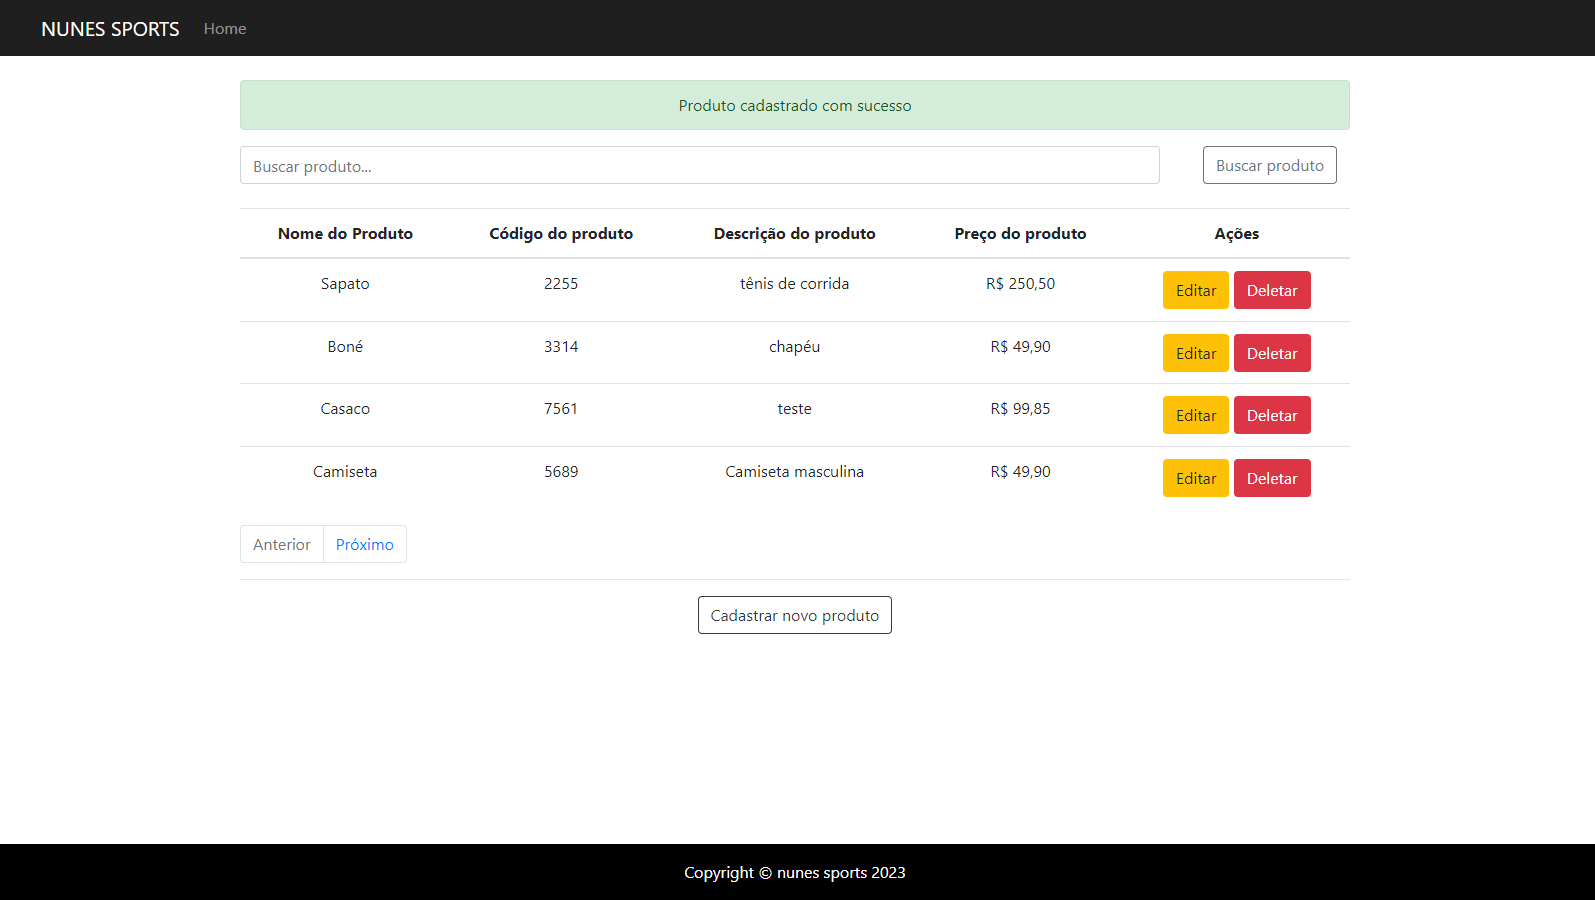 NUNES SPORTS Home
Produto cadastrado com sucesso
Buscar produto... Buscar produto
Nome do Produto Código do produto Descrição do produto Preço do produto Ações
Sapato 2255 tênis de corrida R$ 250,50 Editar Deletar
Boné 3314 chapéu R$ 49,90 Editar Deletar
Casaco 7561 teste R$ 99,85 Editar Deletar
Camiseta 5689 Camiseta masculina R$ 49,90 Editar Deletar
Anterior Próximo
Cadastrar novo produto
Copyright © nunes sports 2023